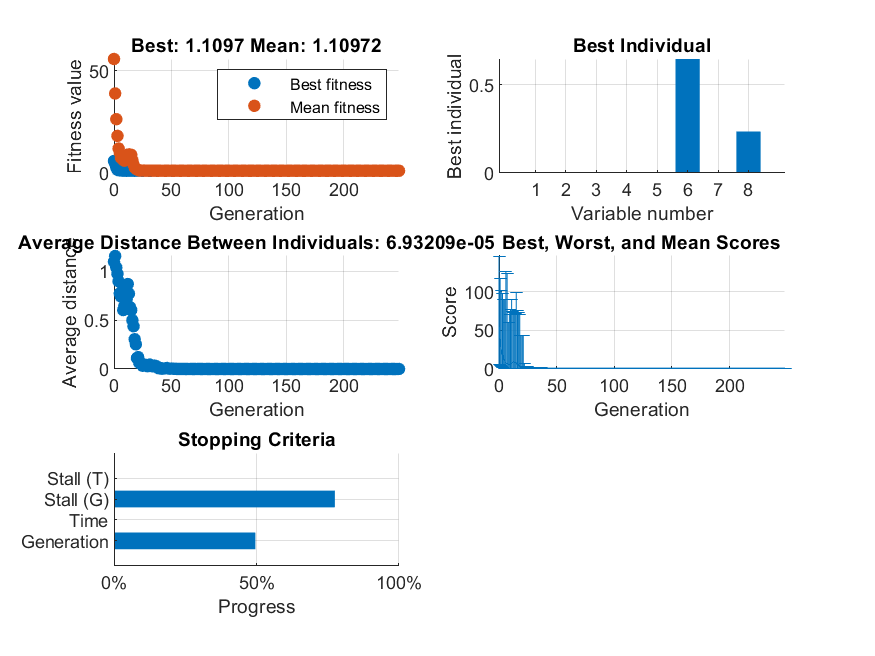 Best: 1.1097 Mean: 1.10972
Fitness value
50
0
Best fitness
Mean fitness
0 50 100 150 200
Generation
Best Individual
Best individual
0.5
0
1 2 3 4 5 6 7 8
Variable number
Average Distance Between Individuals: 6.93209e-05
Average distance
1
0.5
0
0 50 100 150 200
Generation
Best, Worst, and Mean Scores
Score
100
50
0
0 50 100 150 200
Generation
Stopping Criteria
Stall (T)
Stall (G)
Time
Generation
0% 50% 100%
Progress